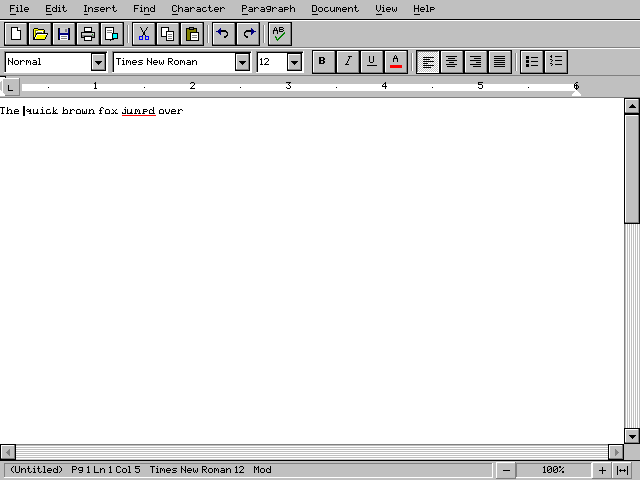 File Edit Insert Find Character Paragraph Document View Help
AB
Normal Times New Roman 12 B I U A
L 1 2 3 4 5 6
The quick brown fox jumpd over
(Untitled) Pg 1 Ln 1 Col 5 Times New Roman 12 Mod 100%